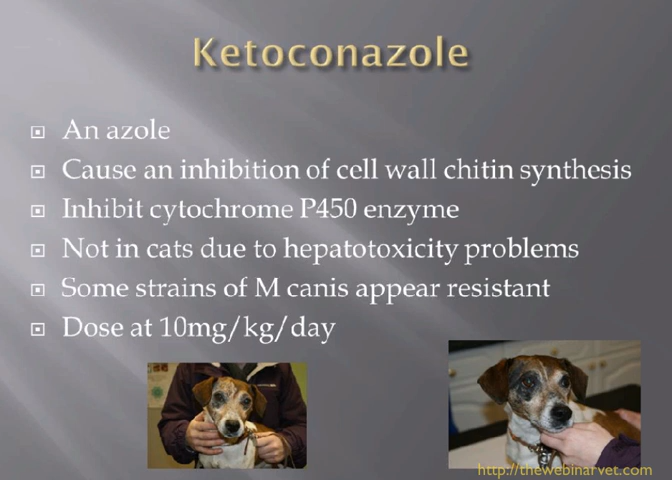 Ketoconazole
An azole
Cause an inhibition of cell wall chitin synthesis
Inhibit cytochrome P450 enzyme
Not in cats due to hepatotoxicity problems
Some strains of M canis appear resistant
Dose at 10mg/kg/day
http://thewebinarvet.com